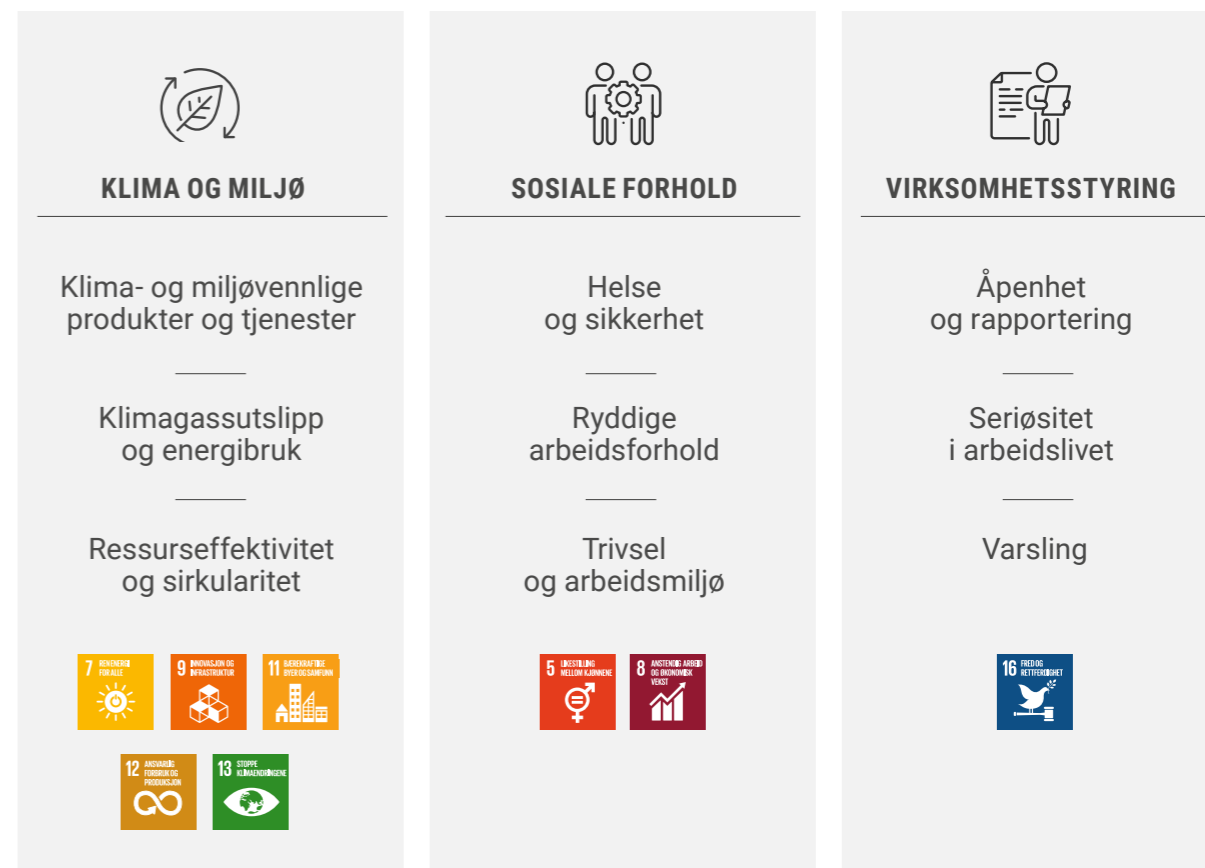 KLIMA OG MILJØ
Klima- og miljøvennlige
produkter og tjenester
Klimagassutslipp
og energibruk
Ressurseffektivitet
og sirkularitet
7 REN ENERGI
FOR ALLE
9 INNOVASJON OG
INFRASTRUKTUR
11 BÆREKRAFTIGE
BYER OG SAMFUNN
12 ANSVARLIG
FORBRUK OG
PRODUKSJON
13 STOPPE
KLIMAENDRINGENE
SOSIALE FORHOLD
Helse
og sikkerhet
Ryddige
arbeidsforhold
Trivsel
og arbeidsmiljø
5 LIKESTILLING
MELLOM KJØNNENE
8 ANSTENDIG ARBEID
OG ØKONOMISK
VEKST
VIRKSOMHETSSTYRING
Åpenhet
og rapportering
Seriøsitet
i arbeidslivet
Varsling
16 FRED OG
RETTFERDIGHET